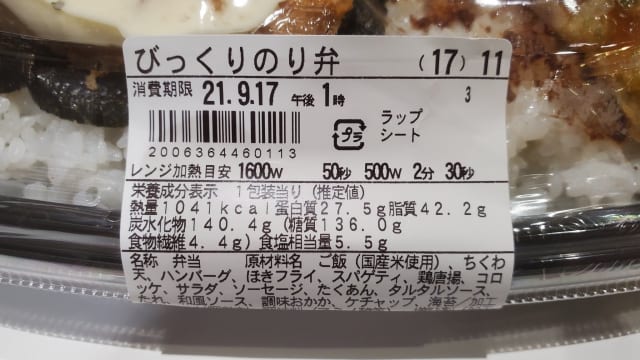 びっくりのり弁 (17) 11
消費期限 21.9.17 午後 1時 3
プラ ラップ
シート
2006364460113
レンジ加熱目安 1600W 50秒 500W 2分 30秒
栄養成分表示 1包装当り(推定値)
熱量1041kcal蛋白質27.5g脂質42.2g
炭水化物140.4g(糖質136.0g
食物繊維4.4g)食塩相当量5.5g
名称 弁当 原材料名 ご飯(国産米使用)、ちくわ
天、ハンバーグ、ほきフライ、スパゲティ、鶏唐揚、コロ
ッケ、サラダ、ソーセージ、たくあん、タルタルソース、
たれ、和風ソース、調味おかか、ケチャップ、海苔/加工